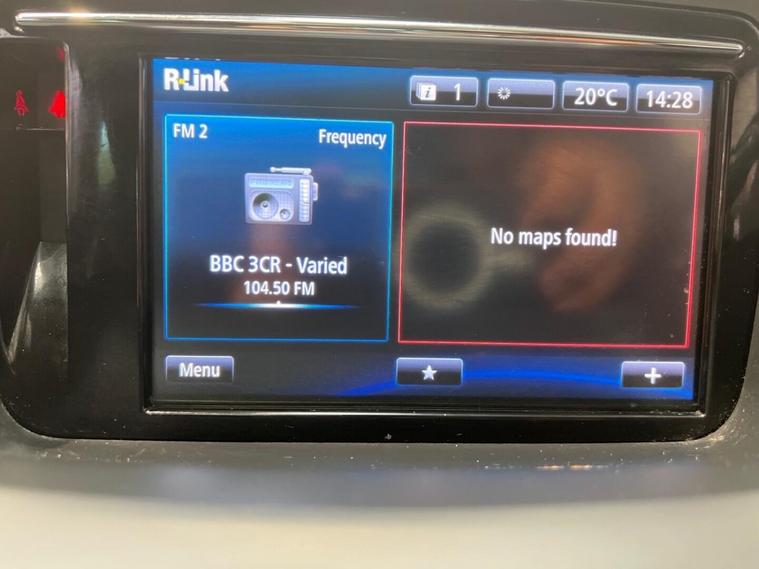 R-Link
i 1
20°C
14:28
FM 2
Frequency
BBC 3CR - Varied
104.50 FM
No maps found!
Menu